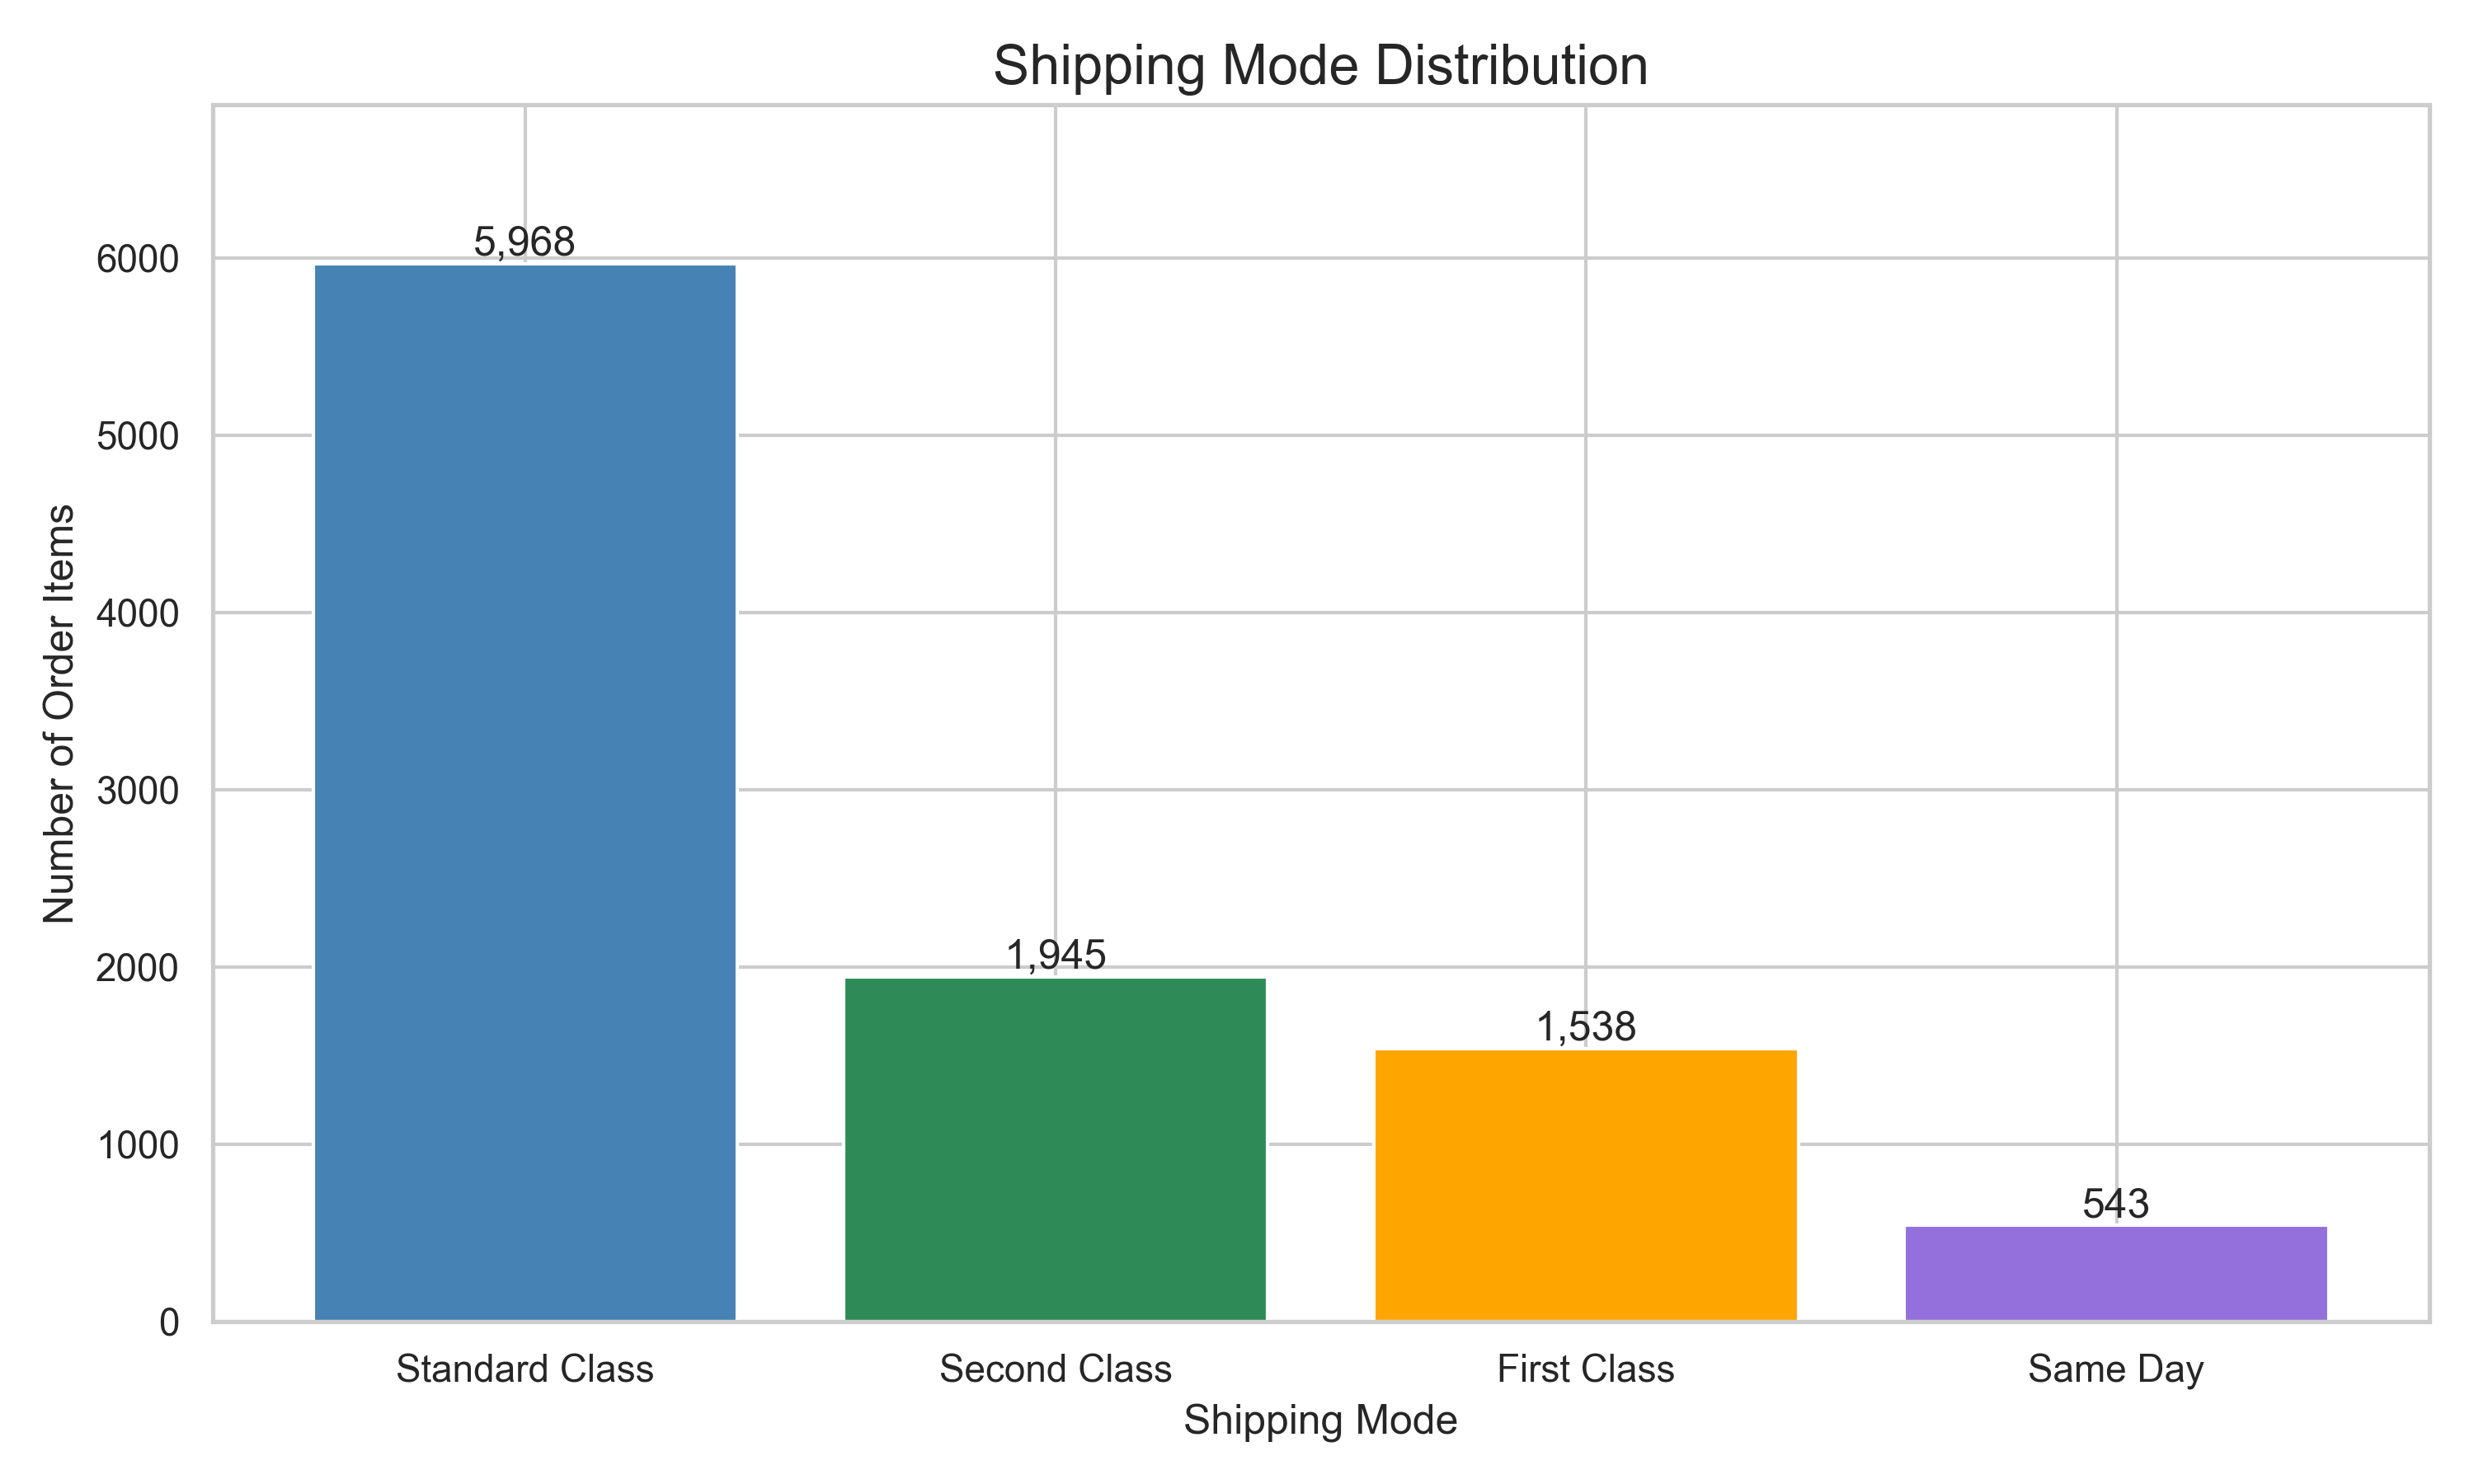 Shipping Mode Distribution
Number of Order Items
6000
5000
4000
3000
2000
1000
0
5,968
1,945
1,538
543
Standard Class
Second Class
First Class
Same Day
Shipping Mode